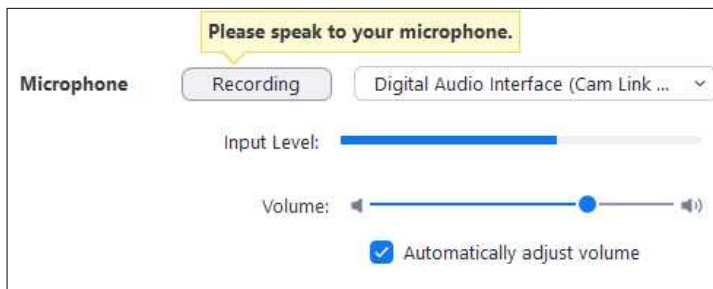 Please speak to your microphone.
Microphone Recording Digital Audio Interface (Cam Link ...
Input Level:
Volume:
Automatically adjust volume